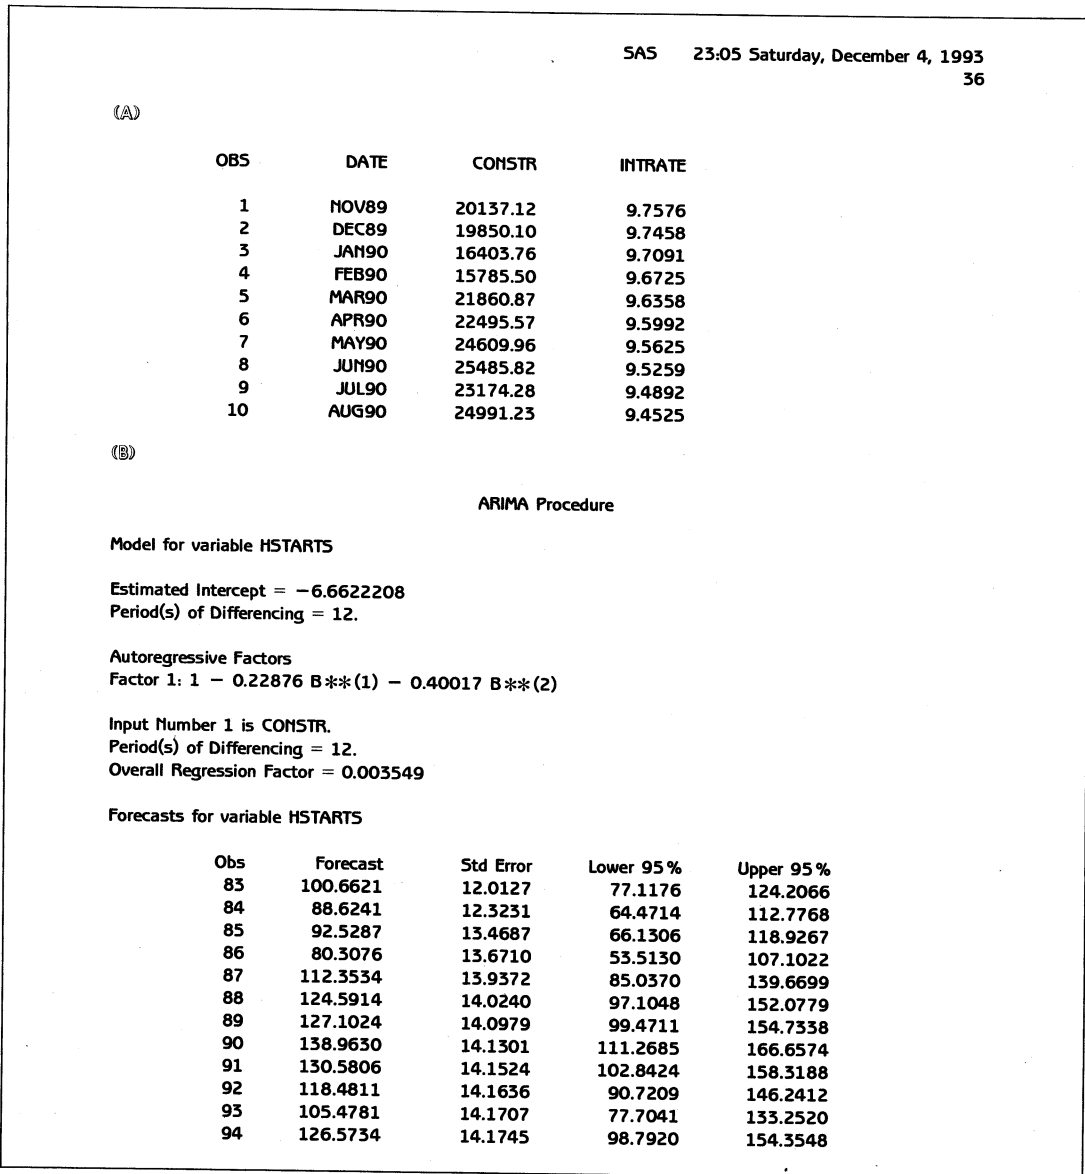 SAS 23:05 Saturday, December 4, 1993
36
(A)
OBS DATE CONSTR INTRATE
1 NOV89 20137.12 9.7576
2 DEC89 19850.10 9.7458
3 JAN90 16403.76 9.7091
4 FEB90 15785.50 9.6725
5 MAR90 21860.87 9.6358
6 APR90 22495.57 9.5992
7 MAY90 24609.96 9.5625
8 JUN90 25485.82 9.5259
9 JUL90 23174.28 9.4892
10 AUG90 24991.23 9.4525
(B)
ARIMA Procedure
Model for variable HSTARTS
Estimated Intercept = −6.6622208
Period(s) of Differencing = 12.
Autoregressive Factors
Factor 1: 1 − 0.22876 B**(1) − 0.40017 B**(2)
Input Number 1 is CONSTR.
Period(s) of Differencing = 12.
Overall Regression Factor = 0.003549
Forecasts for variable HSTARTS
Obs Forecast Std Error Lower 95% Upper 95%
83 100.6621 12.0127 77.1176 124.2066
84 88.6241 12.3231 64.4714 112.7768
85 92.5287 13.4687 66.1306 118.9267
86 80.3076 13.6710 53.5130 107.1022
87 112.3534 13.9372 85.0370 139.6699
88 124.5914 14.0240 97.1048 152.0779
89 127.1024 14.0979 99.4711 154.7338
90 138.9630 14.1301 111.2685 166.6574
91 130.5806 14.1524 102.8424 158.3188
92 118.4811 14.1636 90.7209 146.2412
93 105.4781 14.1707 77.7041 133.2520
94 126.5734 14.1745 98.7920 154.3548